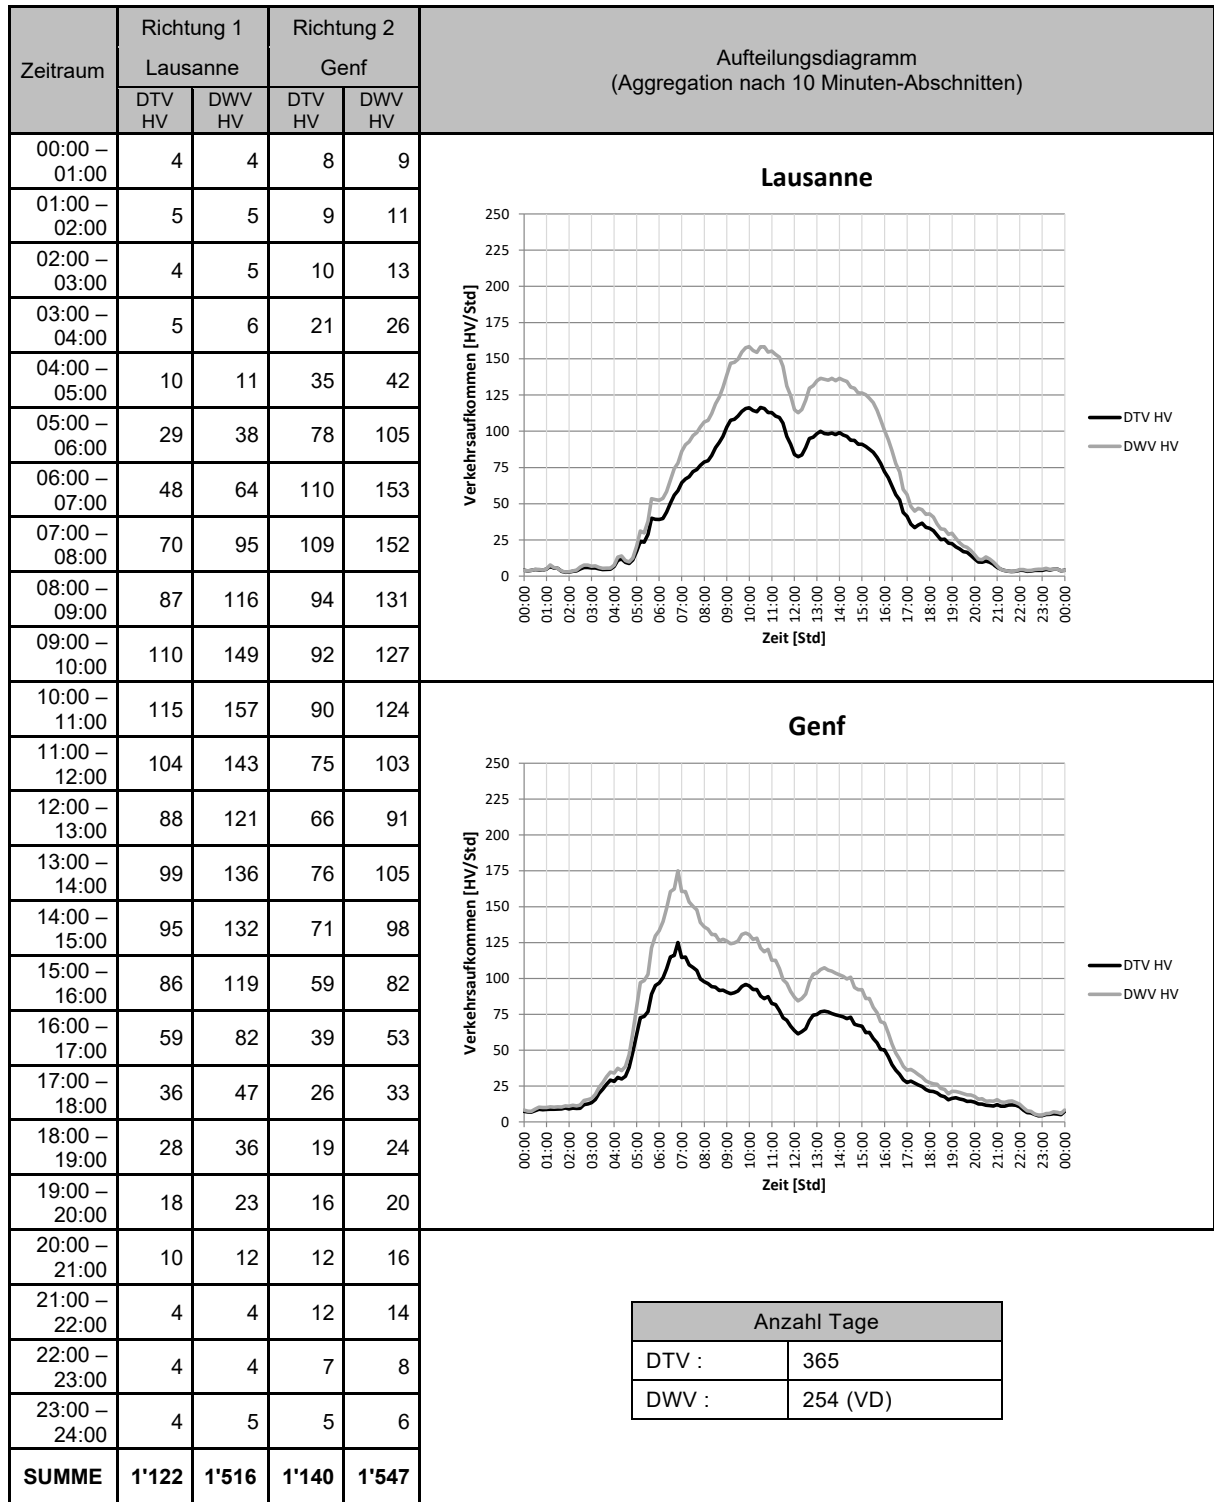 Zeitraum
Richtung 1
Richtung 2
Aufteilungsdiagramm
(Aggregation nach 10 Minuten-Abschnitten)
Lausanne
Genf
DTV HV
DWV HV
DTV HV
DWV HV
00:00 – 01:00 4 4 8 9
01:00 – 02:00 5 5 9 11
02:00 – 03:00 4 5 10 13
03:00 – 04:00 5 6 21 26
04:00 – 05:00 10 11 35 42
05:00 – 06:00 29 38 78 105
06:00 – 07:00 48 64 110 153
07:00 – 08:00 70 95 109 152
08:00 – 09:00 87 116 94 131
09:00 – 10:00 110 149 92 127
10:00 – 11:00 115 157 90 124
11:00 – 12:00 104 143 75 103
12:00 – 13:00 88 121 66 91
13:00 – 14:00 99 136 76 105
14:00 – 15:00 95 132 71 98
15:00 – 16:00 86 119 59 82
16:00 – 17:00 59 82 39 53
17:00 – 18:00 36 47 26 33
18:00 – 19:00 28 36 19 24
19:00 – 20:00 18 23 16 20
20:00 – 21:00 10 12 12 16
21:00 – 22:00 4 4 12 14
22:00 – 23:00 4 4 7 8
23:00 – 24:00 4 5 5 6
SUMME 1'122 1'516 1'140 1'547
Lausanne
Verkehrsaufkommen [HV/Std]
250
225
200
175
150
125
100
75
50
25
0
00:00 01:00 02:00 03:00 04:00 05:00 06:00 07:00 08:00 09:00 10:00 11:00 12:00 13:00 14:00 15:00 16:00 17:00 18:00 19:00 20:00 21:00 22:00 23:00 00:00
Zeit [Std]
DTV HV
DWV HV
Genf
Verkehrsaufkommen [HV/Std]
250
225
200
175
150
125
100
75
50
25
0
00:00 01:00 02:00 03:00 04:00 05:00 06:00 07:00 08:00 09:00 10:00 11:00 12:00 13:00 14:00 15:00 16:00 17:00 18:00 19:00 20:00 21:00 22:00 23:00 00:00
Zeit [Std]
DTV HV
DWV HV
Anzahl Tage
DTV : 365
DWV : 254 (VD)